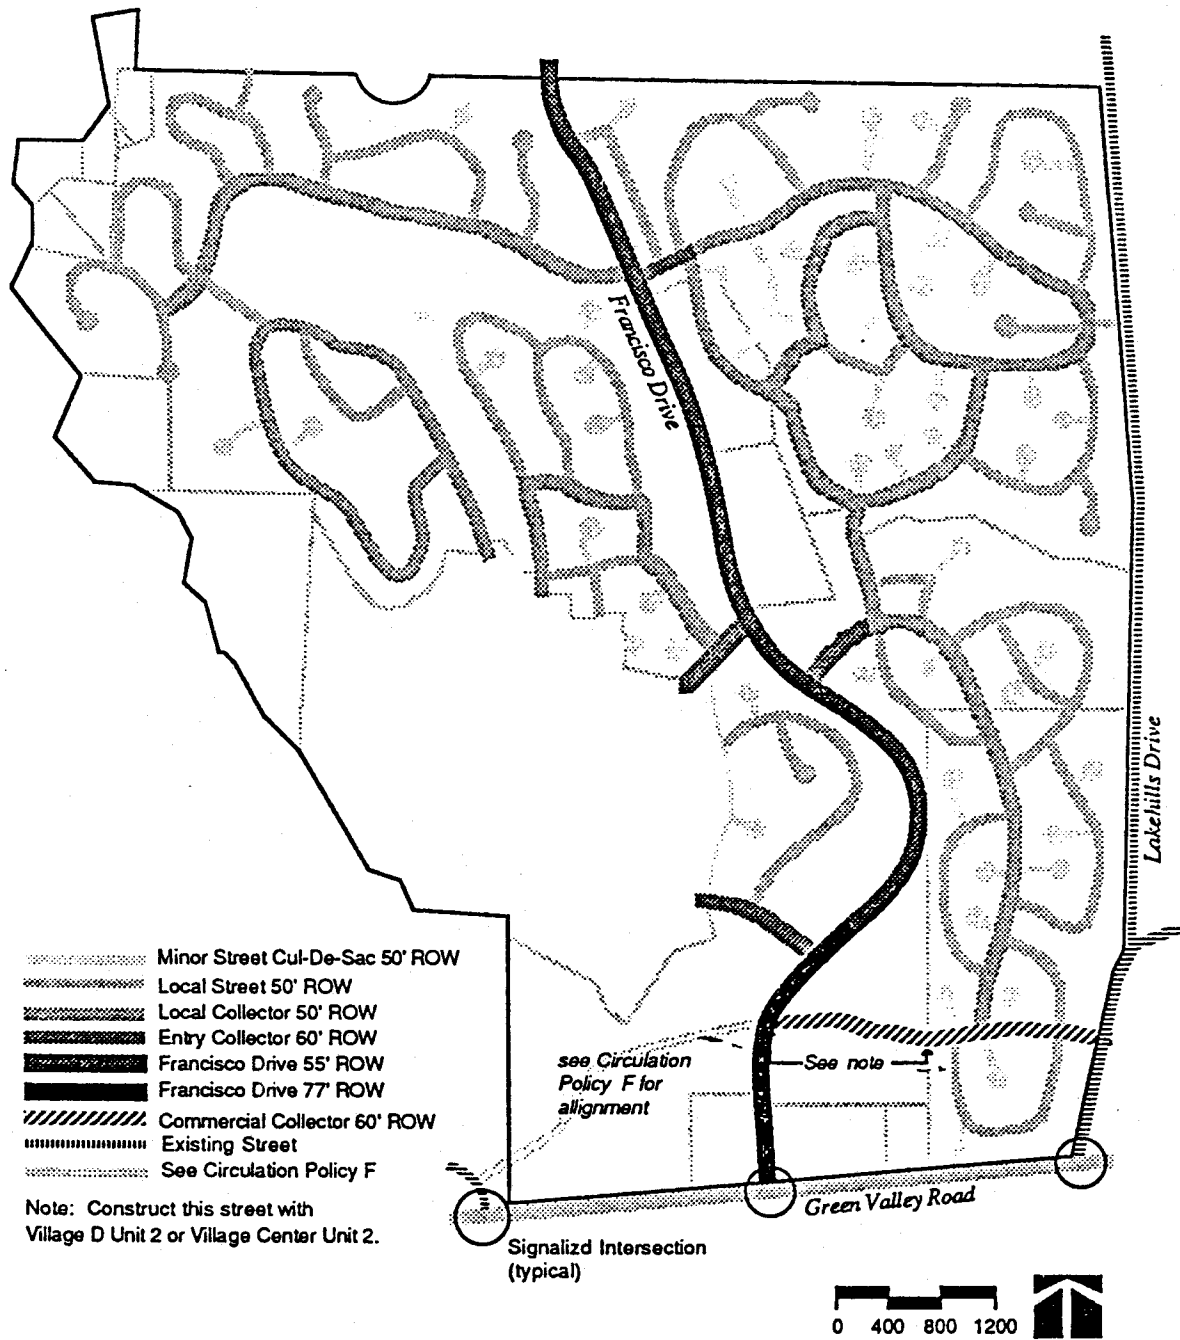 Francisco Drive
Lakehills Drive
Minor Street Cul-De-Sac 50' ROW
Local Street 50' ROW
Local Collector 50' ROW
Entry Collector 60' ROW
Francisco Drive 55' ROW
Francisco Drive 77' ROW
Commercial Collector 60' ROW
Existing Street
See Circulation Policy F
Note: Construct this street with
Village D Unit 2 or Village Center Unit 2.
see Circulation
Policy F for
allignment
See note
Green Valley Road
Signalizd Intersection
(typical)
0 400 800 1200